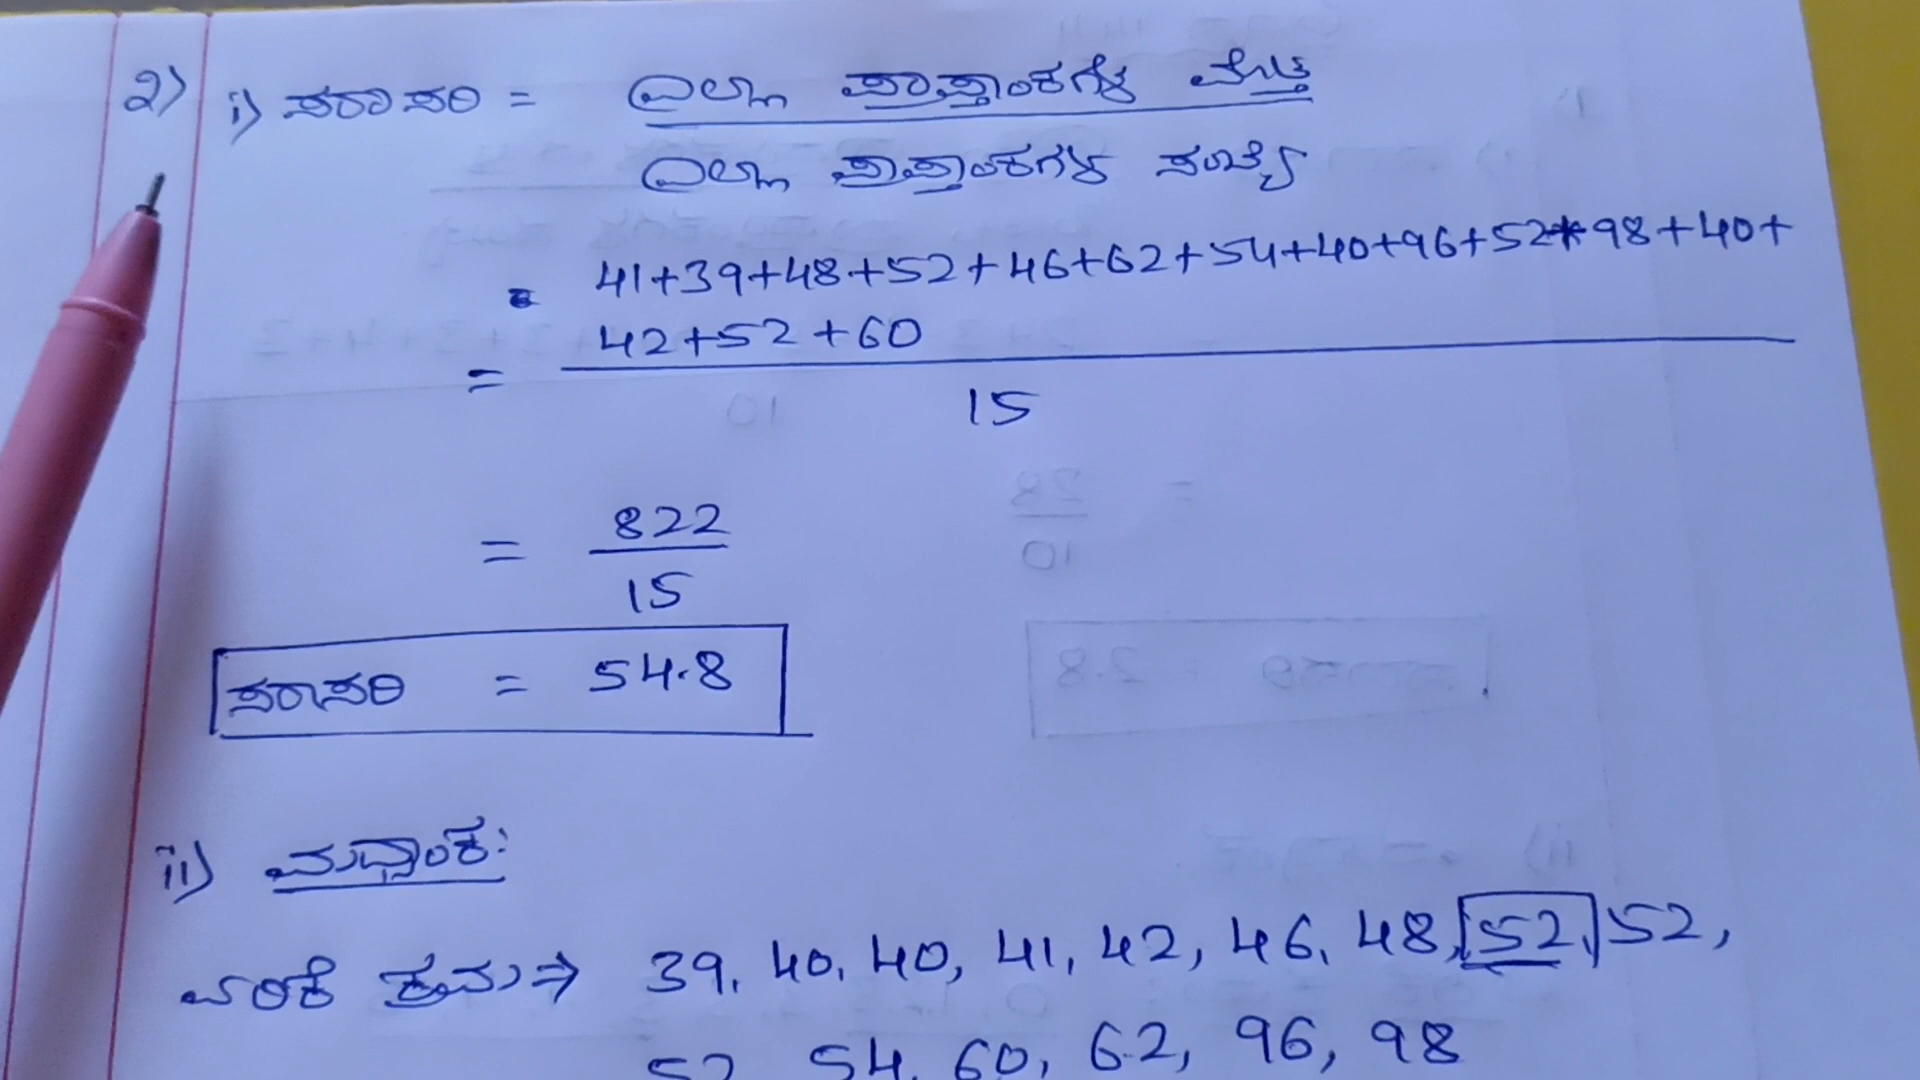 2) i) ಸರಾಸರಿ = ಎಲ್ಲಾ ಪ್ರಾಪ್ತಾಂಕಗಳ ಮೊತ್ತ
ಎಲ್ಲಾ ಪ್ರಾಪ್ತಾಂಕಗಳ ಸಂಖ್ಯೆ
= 41+39+48+52+46+62+54+40+96+52+98+40+
42+52+60
=
15
= 822
15
ಸರಾಸರಿ = 54.8
ii) ಮಧ್ಯಾಂಕ:
ಏರಿಕೆ ಕ್ರಮ ⇒ 39, 40, 40, 41, 42, 46, 48, 52, 52,
52, 54, 60, 62, 96, 98